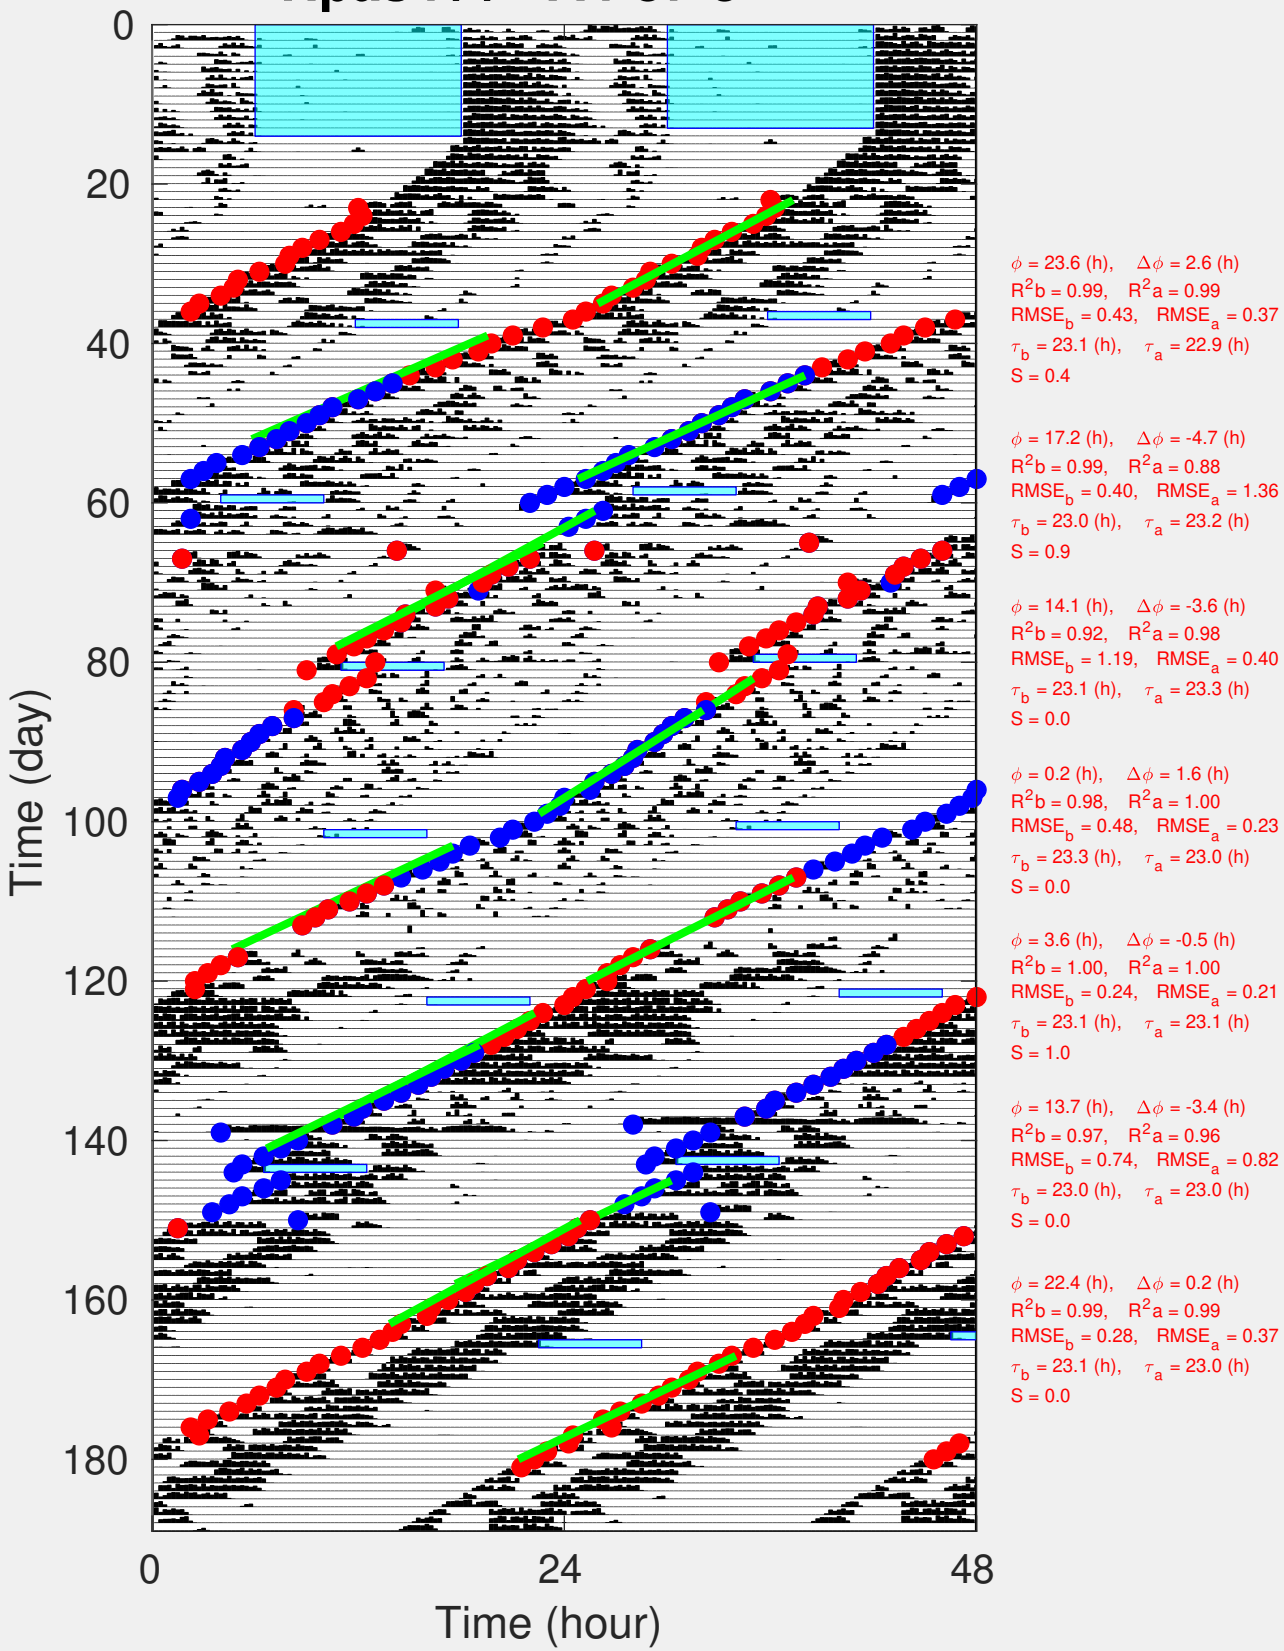 0
20
40
60
80
100
120
140
160
180
Time (day)
0 24 48
Time (hour)
ϕ = 23.6 (h), Δϕ = 2.6 (h)
R²b = 0.99, R²a = 0.99
RMSE_b = 0.43, RMSE_a = 0.37
τ_b = 23.1 (h), τ_a = 22.9 (h)
S = 0.4
ϕ = 17.2 (h), Δϕ = -4.7 (h)
R²b = 0.99, R²a = 0.88
RMSE_b = 0.40, RMSE_a = 1.36
τ_b = 23.0 (h), τ_a = 23.2 (h)
S = 0.9
ϕ = 14.1 (h), Δϕ = -3.6 (h)
R²b = 0.92, R²a = 0.98
RMSE_b = 1.19, RMSE_a = 0.40
τ_b = 23.1 (h), τ_a = 23.3 (h)
S = 0.0
ϕ = 0.2 (h), Δϕ = 1.6 (h)
R²b = 0.98, R²a = 1.00
RMSE_b = 0.48, RMSE_a = 0.23
τ_b = 23.3 (h), τ_a = 23.0 (h)
S = 0.0
ϕ = 3.6 (h), Δϕ = -0.5 (h)
R²b = 1.00, R²a = 1.00
RMSE_b = 0.24, RMSE_a = 0.21
τ_b = 23.1 (h), τ_a = 23.1 (h)
S = 1.0
ϕ = 13.7 (h), Δϕ = -3.4 (h)
R²b = 0.97, R²a = 0.96
RMSE_b = 0.74, RMSE_a = 0.82
τ_b = 23.0 (h), τ_a = 23.0 (h)
S = 0.0
ϕ = 22.4 (h), Δϕ = 0.2 (h)
R²b = 0.99, R²a = 0.99
RMSE_b = 0.28, RMSE_a = 0.37
τ_b = 23.1 (h), τ_a = 23.0 (h)
S = 0.0